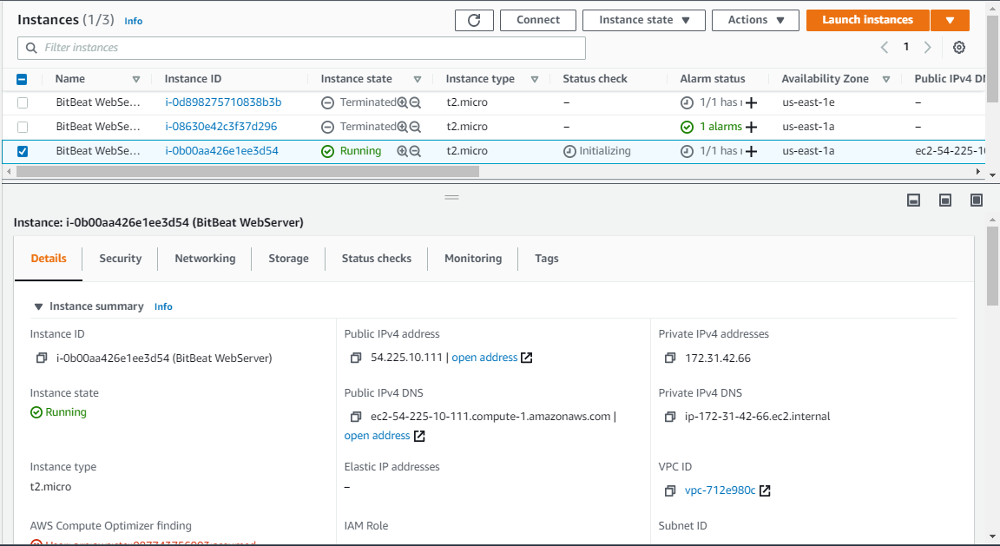 Instances (1/3) Info Connect Instance state Actions Launch instances
Filter instances 1
Name Instance ID Instance state Instance type Status check Alarm status Availability Zone Public IPv4 DN
BitBeat WebSe... i-0d898275710838b3b Terminated t2.micro – 1/1 has us-east-1e –
BitBeat WebSe... i-08630e42c3f37d296 Terminated t2.micro – 1 alarms us-east-1a –
BitBeat WebSe... i-0b00aa426e1ee3d54 Running t2.micro Initializing 1/1 has us-east-1a ec2-54-225-10
Instance: i-0b00aa426e1ee3d54 (BitBeat WebServer)
Details Security Networking Storage Status checks Monitoring Tags
Instance summary Info
Instance ID Public IPv4 address Private IPv4 addresses
i-0b00aa426e1ee3d54 (BitBeat WebServer) 54.225.10.111 | open address 172.31.42.66
Instance state Public IPv4 DNS Private IPv4 DNS
Running ec2-54-225-10-111.compute-1.amazonaws.com | ip-172-31-42-66.ec2.internal
open address
Instance type Elastic IP addresses VPC ID
t2.micro – vpc-712e980c
AWS Compute Optimizer finding IAM Role Subnet ID